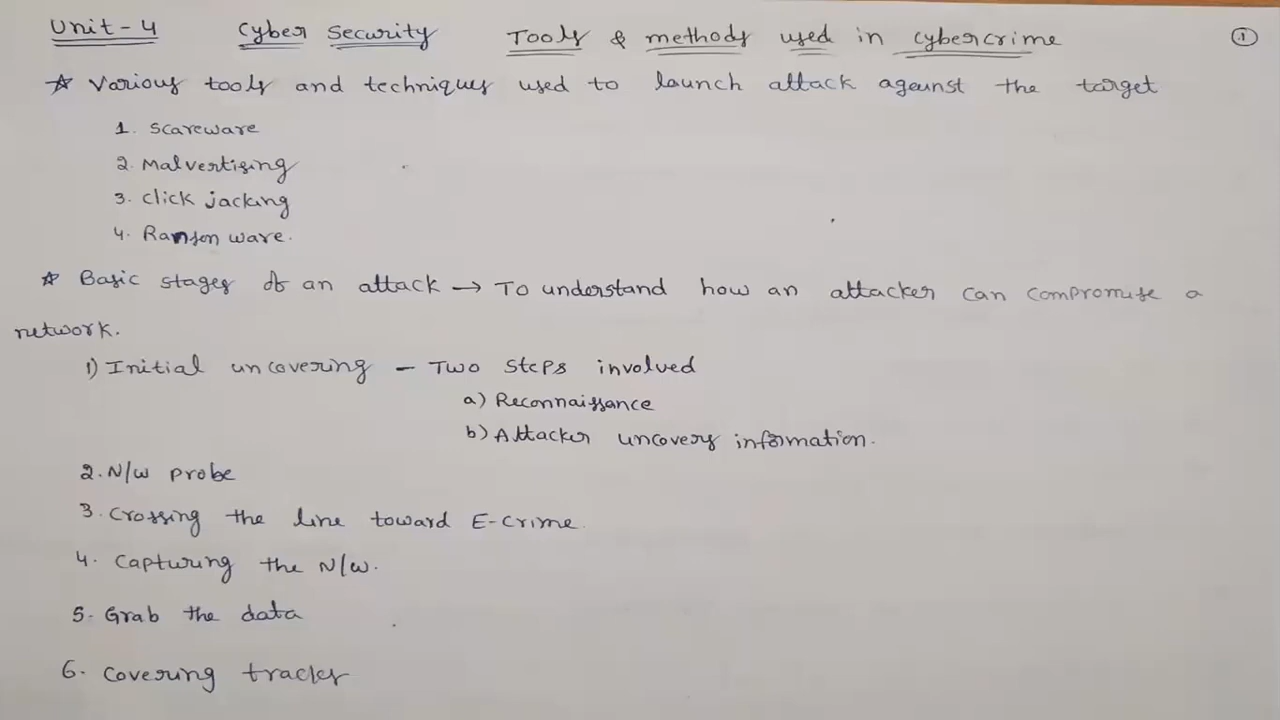 Unit - 4 Cyber Security Tools & methods used in cybercrime ①
☆ Various tools and techniques used to launch attack ageunst the target
1. Scareware
2. Malvertising
3. Click jacking
4. Ranson ware.
☆ Basic stages of an attack → To understand how an attacker can compromise a
network.
1) Initial uncovering - Two steps involved
a) Reconnaissance
b) Attacker uncovers information.
2. N/w probe
3. Crossing the line toward E-crime.
4. Capturing the N/w.
5. Grab the data
6. Covering tracks